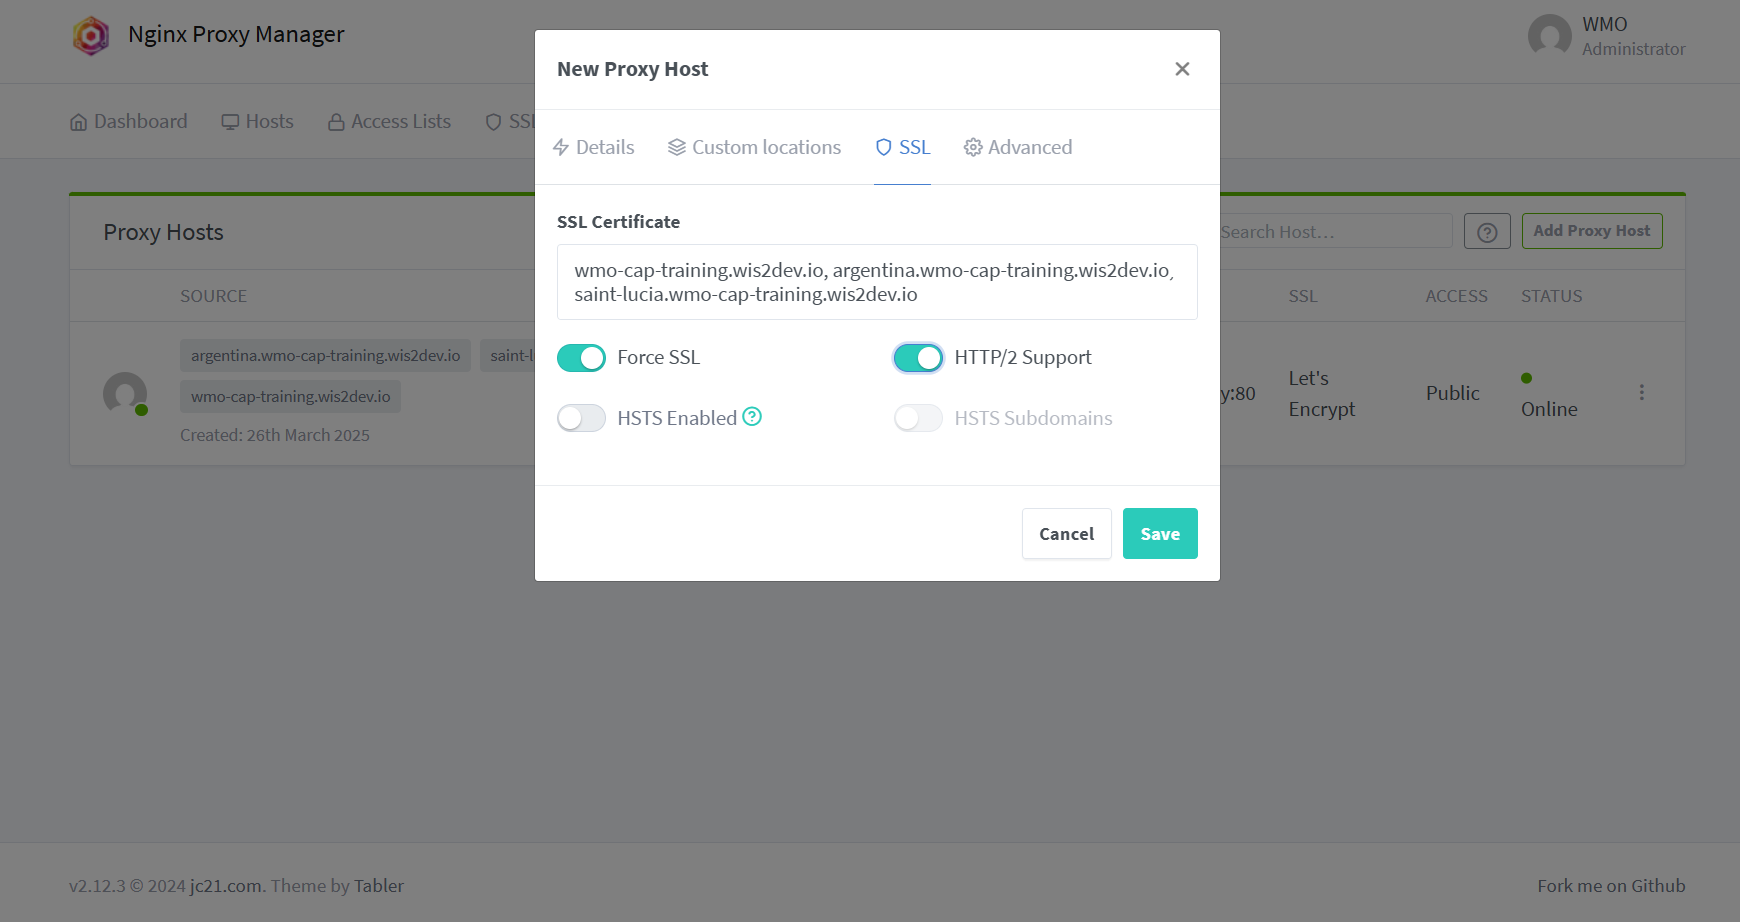 Nginx Proxy Manager
WMO
Administrator
Dashboard
Hosts
Access Lists
SSL
New Proxy Host
Details
Custom locations
SSL
Advanced
SSL Certificate
wmo-cap-training.wis2dev.io, argentina.wmo-cap-training.wis2dev.io,
saint-lucia.wmo-cap-training.wis2dev.io
Force SSL
HTTP/2 Support
HSTS Enabled
HSTS Subdomains
Cancel
Save
Proxy Hosts
Search Host…
Add Proxy Host
SOURCE
SSL
ACCESS
STATUS
argentina.wmo-cap-training.wis2dev.io
saint-l
wmo-cap-training.wis2dev.io
Created: 26th March 2025
y:80
Let's
Encrypt
Public
Online
v2.12.3 © 2024 jc21.com. Theme by Tabler
Fork me on Github